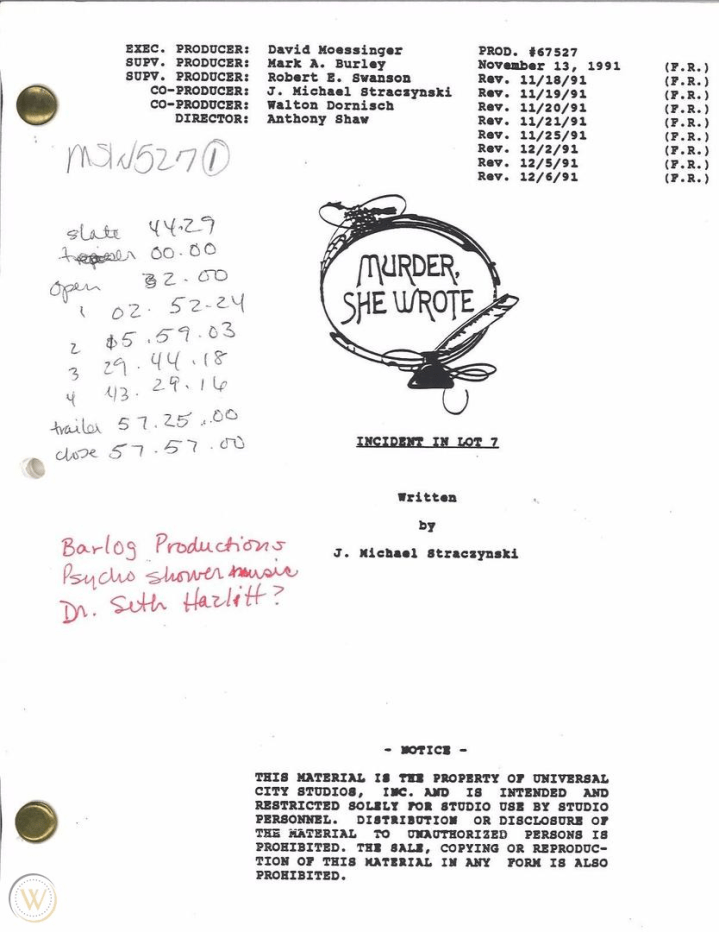 EXEC. PRODUCER: David Moessinger
SUPV. PRODUCER: Mark A. Burley
SUPV. PRODUCER: Robert E. Swanson
CO-PRODUCER: J. Michael Straczynski
CO-PRODUCER: Walton Dornisch
DIRECTOR: Anthony Shaw
PROD. #67527
November 13, 1991 (F.R.)
Rev. 11/18/91 (F.R.)
Rev. 11/19/91 (F.R.)
Rev. 11/20/91 (F.R.)
Rev. 11/21/91 (F.R.)
Rev. 11/25/91 (F.R.)
Rev. 12/2/91 (F.R.)
Rev. 12/5/91 (F.R.)
Rev. 12/6/91 (F.R.)
MSW527 1
slate 44.29
00.00
open 32.00
1 02. 52.24
2 5.59.03
3 29.44.18
4 43.29.16
trailer 57.25.00
close 57.57.00
MURDER,
SHE WROTE
INCIDENT IN LOT 7
Written
by
J. Michael Straczynski
Barlog Productions
Psycho shower music
Dr. Seth Hazlitt?
- NOTICE -
THIS MATERIAL IS THE PROPERTY OF UNIVERSAL
CITY STUDIOS, INC. AND IS INTENDED AND
RESTRICTED SOLELY FOR STUDIO USE BY STUDIO
PERSONNEL. DISTRIBUTION OR DISCLOSURE OF
THE MATERIAL TO UNAUTHORIZED PERSONS IS
PROHIBITED. THE SALE, COPYING OR REPRODUC-
TION OF THIS MATERIAL IN ANY FORM IS ALSO
PROHIBITED.
W